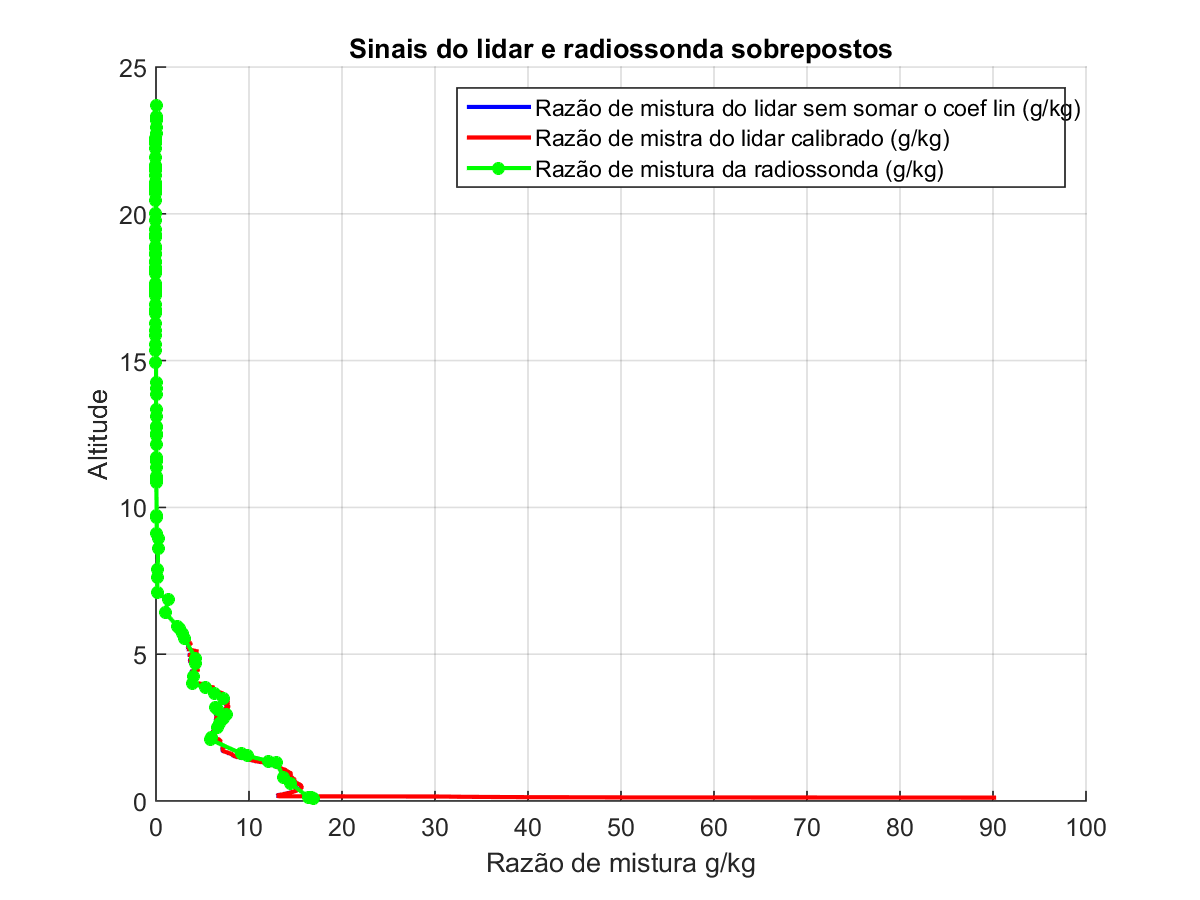 Sinais do lidar e radiossonda sobrepostos
Razão de mistura do lidar sem somar o coef lin (g/kg)
Razão de mistra do lidar calibrado (g/kg)
Razão de mistura da radiossonda (g/kg)
Altitude
25
20
15
10
5
0
0 10 20 30 40 50 60 70 80 90 100
Razão de mistura g/kg